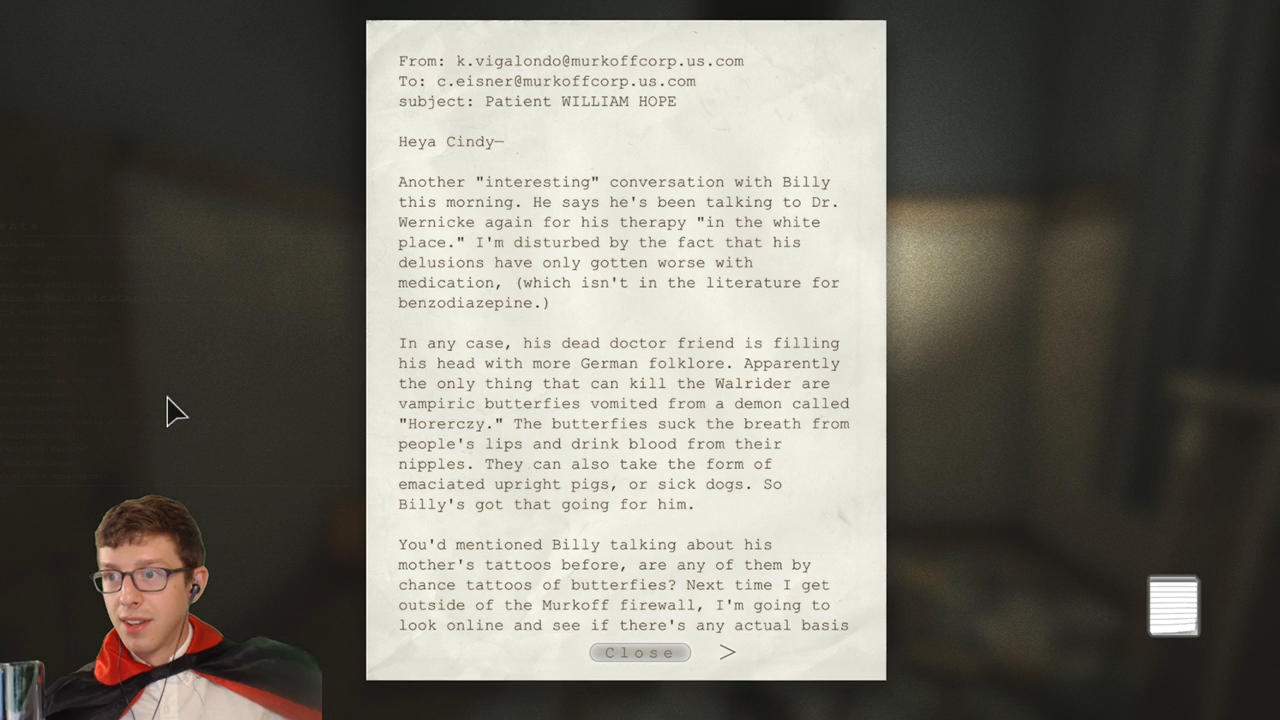 From: k.vigalondo@murkoffcorp.us.com
To: c.eisner@murkoffcorp.us.com
subject: Patient WILLIAM HOPE
Heya Cindy—
Another "interesting" conversation with Billy
this morning. He says he's been talking to Dr.
Wernicke again for his therapy "in the white
place." I'm disturbed by the fact that his
delusions have only gotten worse with
medication, (which isn't in the literature for
benzodiazepine.)
In any case, his dead doctor friend is filling
his head with more German folklore. Apparently
the only thing that can kill the Walrider are
vampiric butterfies vomited from a demon called
"Horerczy." The butterfies suck the breath from
people's lips and drink blood from their
nipples. They can also take the form of
emaciated upright pigs, or sick dogs. So
Billy's got that going for him.
You'd mentioned Billy talking about his
mother's tattoos before, are any of them by
chance tattoos of butterfies? Next time I get
outside of the Murkoff firewall, I'm going to
look online and see if there's any actual basis
Close >